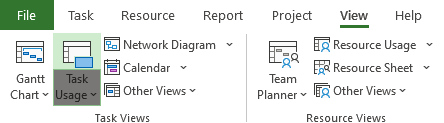 File Task Resource Report Project View Help
Gantt Chart
Task Usage
Network Diagram
Calendar
Other Views
Task Views
Team Planner
Resource Usage
Resource Sheet
Other Views
Resource Views